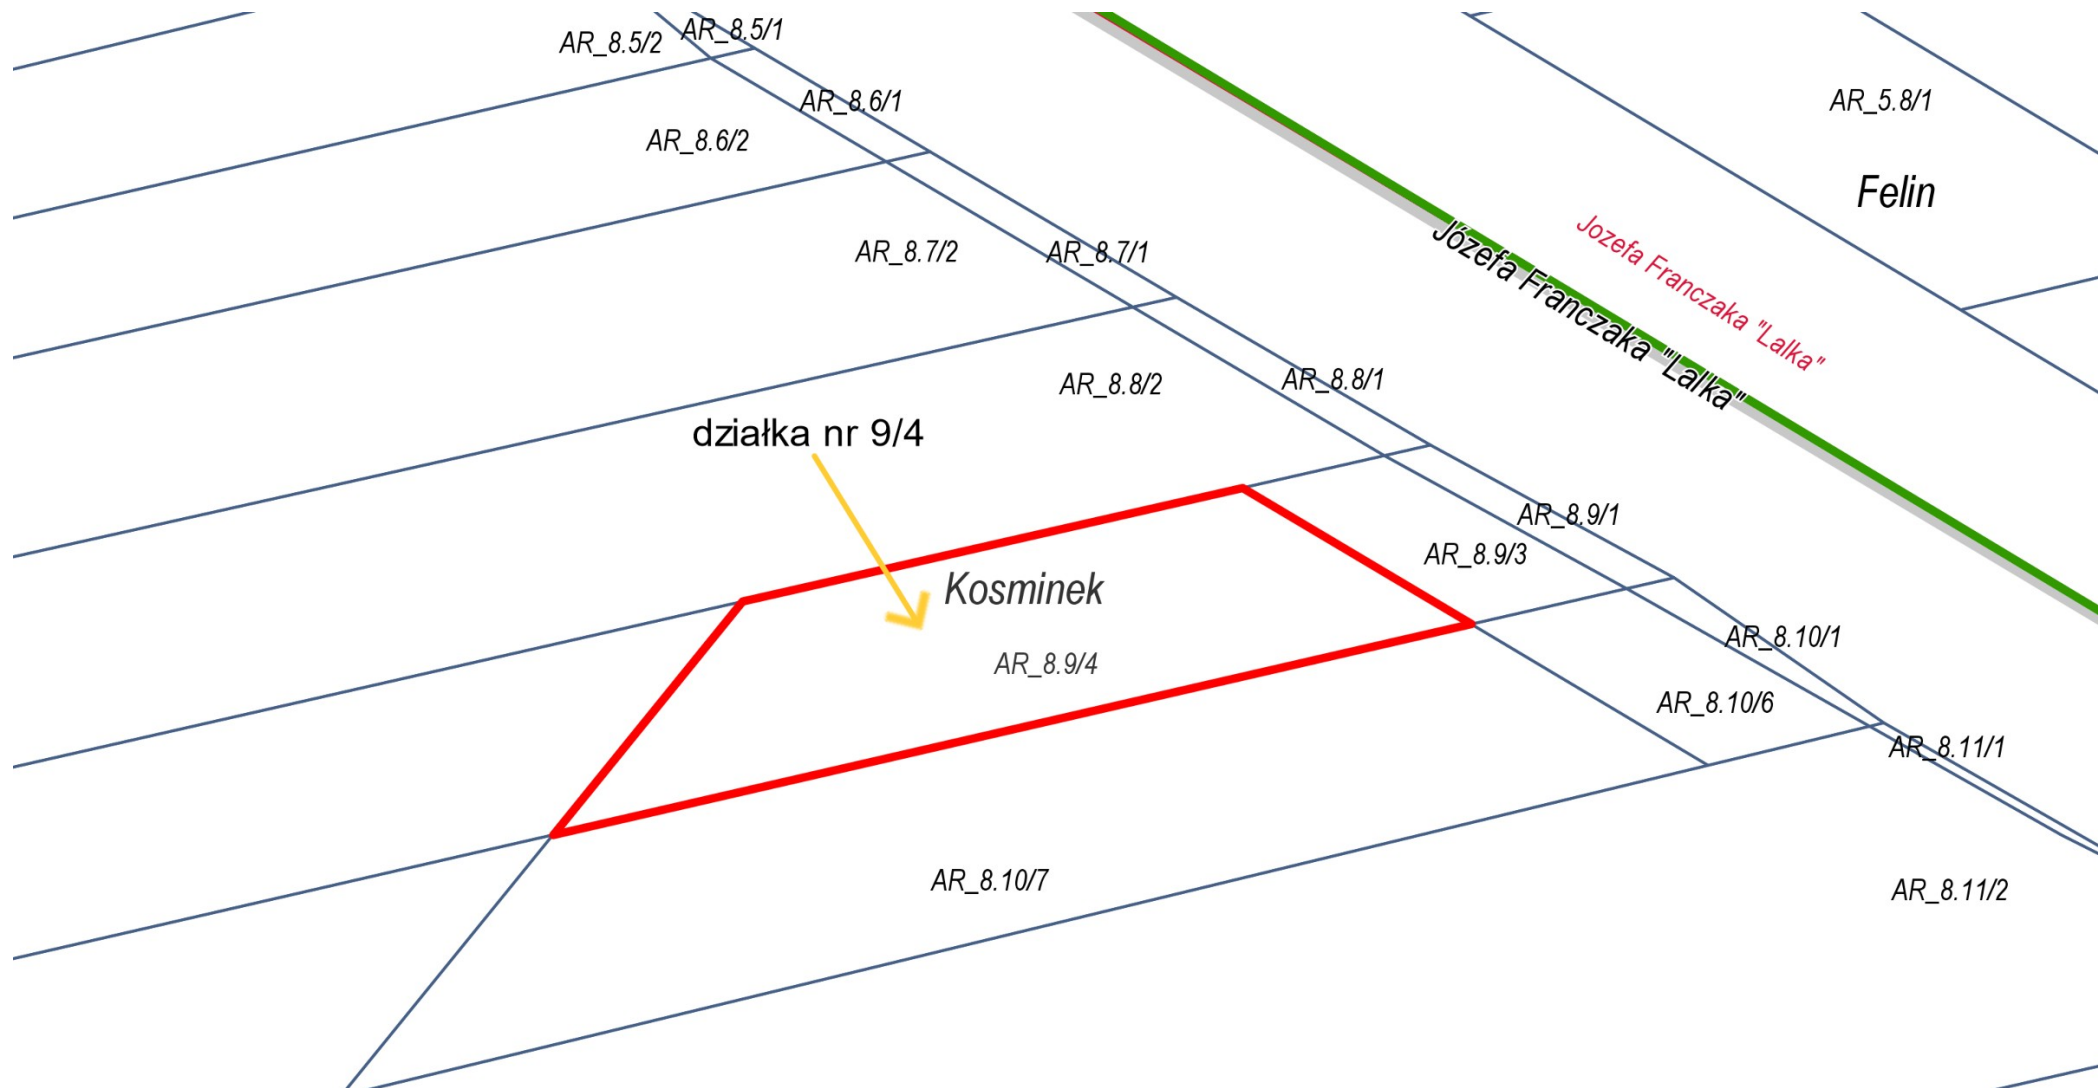 AR_8.5/1
AR_8.5/2
AR_8.6/1
AR_5.8/1
AR_8.6/2
Felin
AR_8.7/2
AR_8.7/1
Józefa Franczaka "Lalka"
Jozefa Franczaka "Lalka"
AR_8.8/2
AR_8.8/1
działka nr 9/4
AR_8.9/1
AR_8.9/3
Kosminek
AR_8.10/1
AR_8.9/4
AR_8.10/6
AR_8.11/1
AR_8.10/7
AR_8.11/2